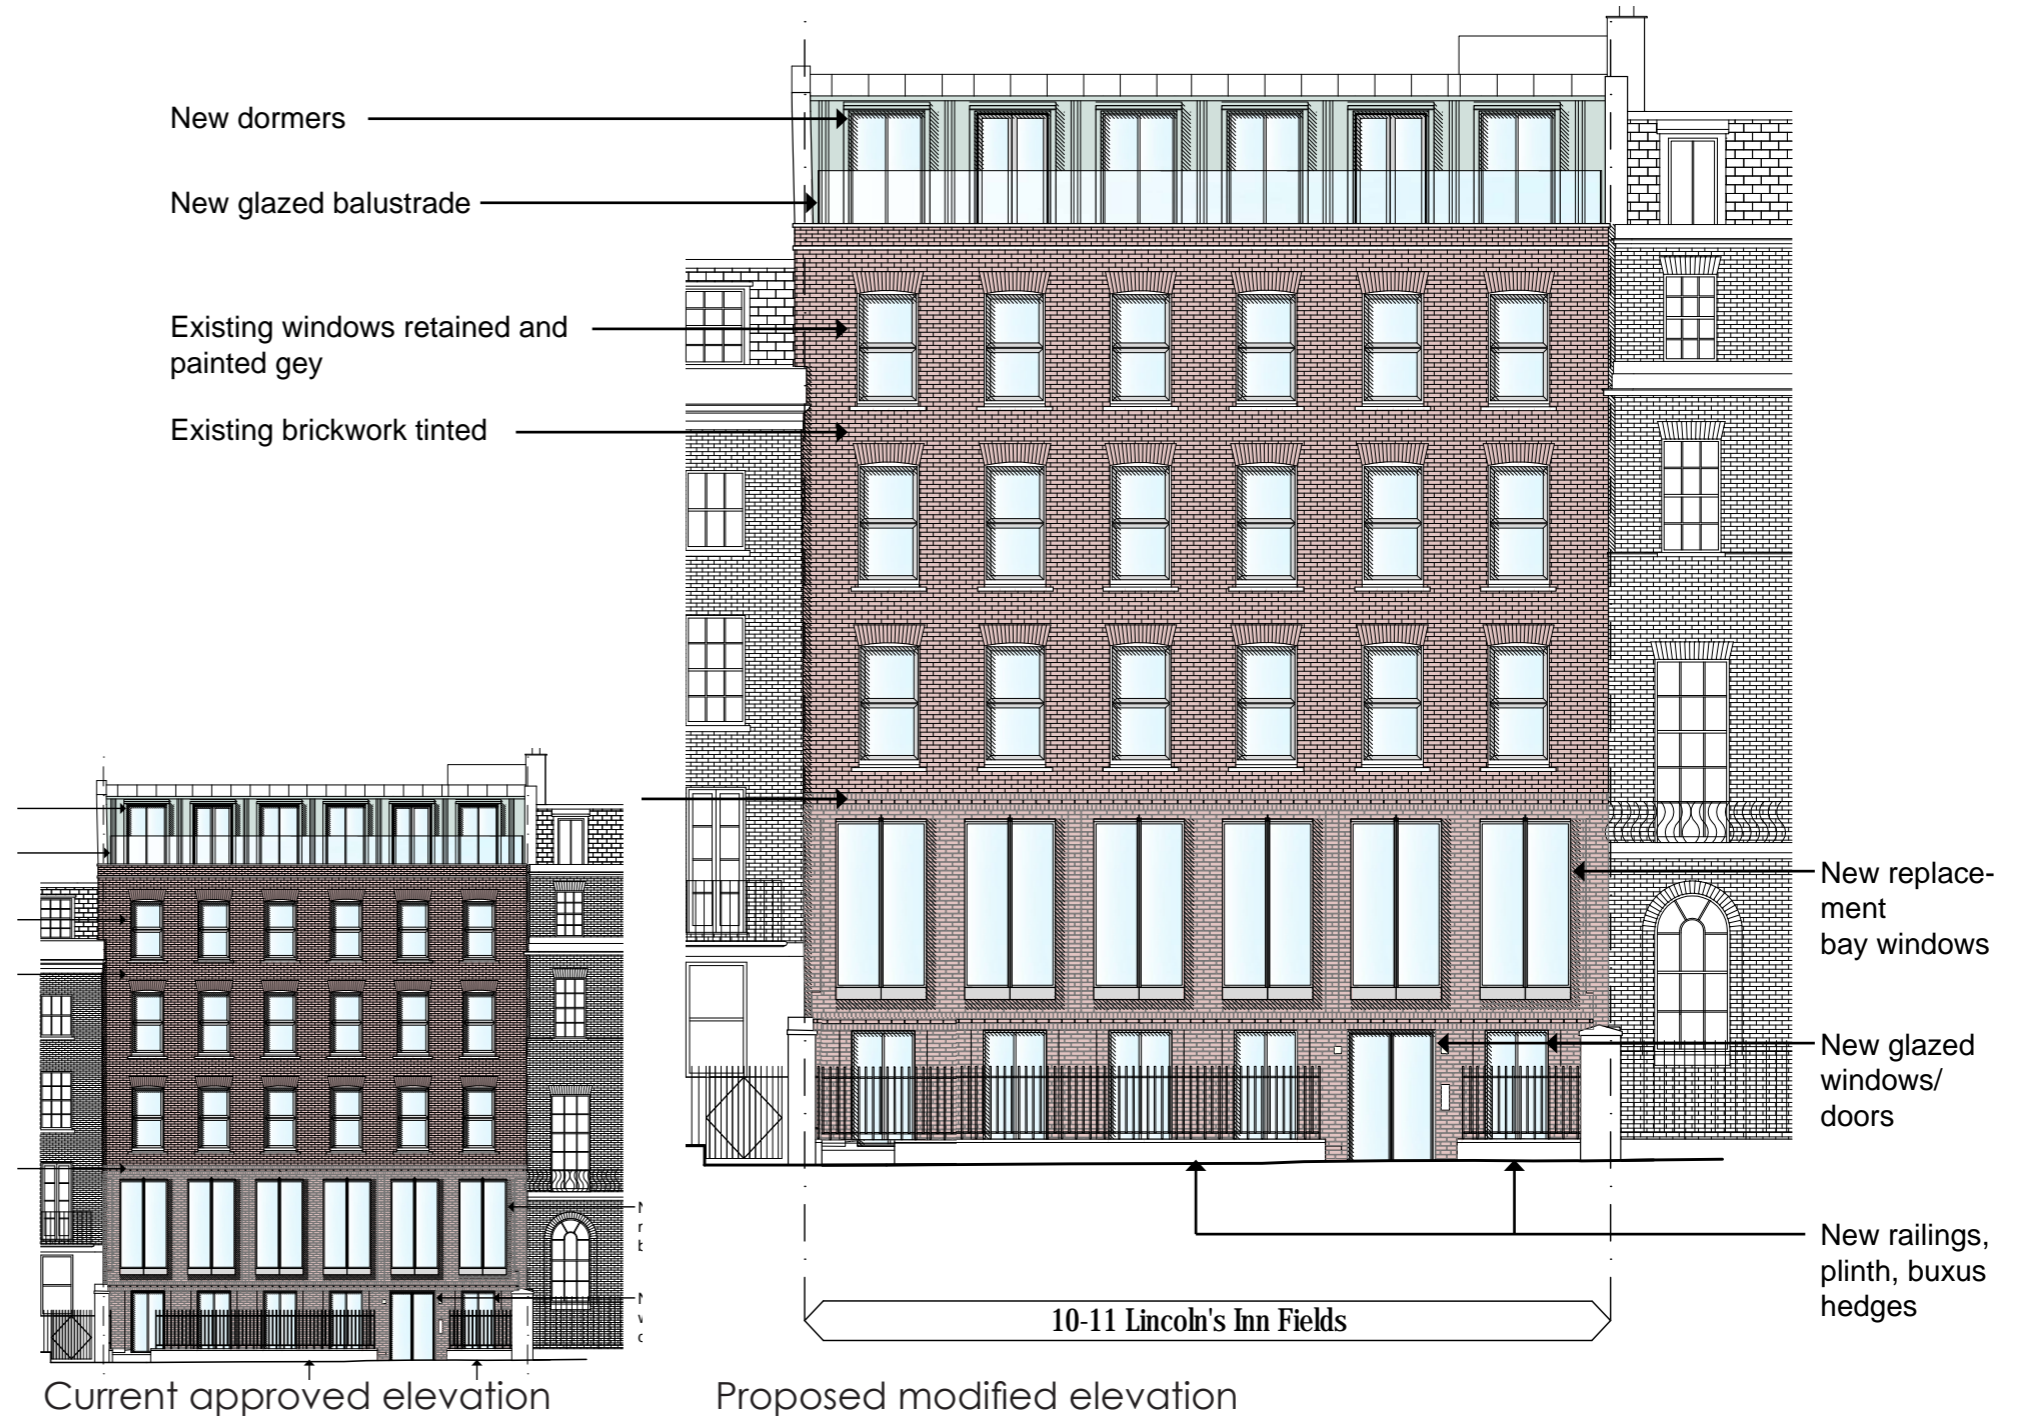 New dormers
New glazed balustrade
Existing windows retained and
painted gey
Existing brickwork tinted
New replace-
ment
bay windows
New glazed
windows/
doors
New railings,
plinth, buxus
hedges
10-11 Lincoln's Inn Fields
Current approved elevation
Proposed modified elevation